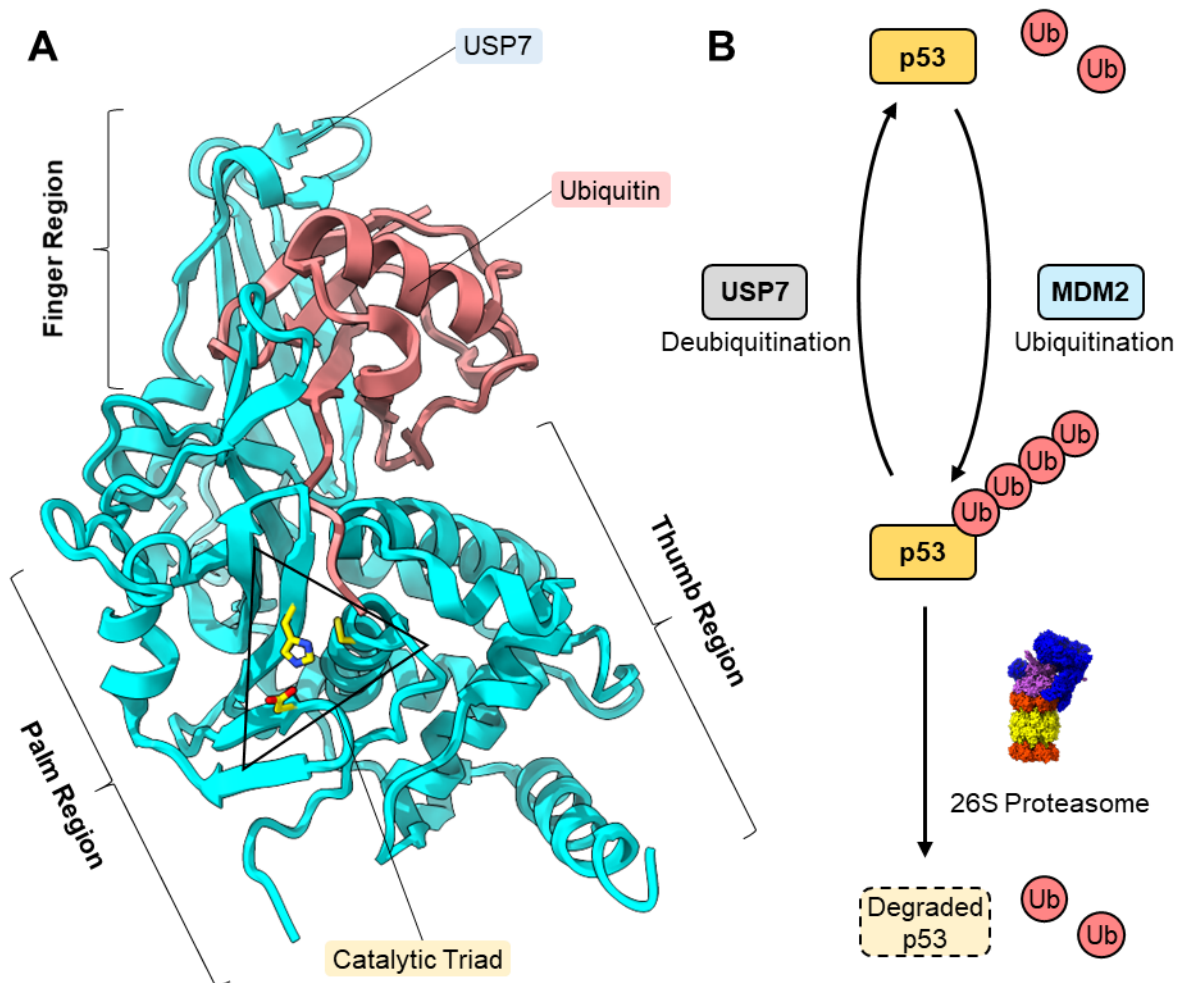 A
USP7
Ubiquitin
Finger Region
Thumb Region
Palm Region
Catalytic Triad
B
p53
Ub
Ub
USP7
Deubiquitination
MDM2
Ubiquitination
Ub
Ub
Ub
Ub
p53
26S Proteasome
Degraded
p53
Ub
Ub